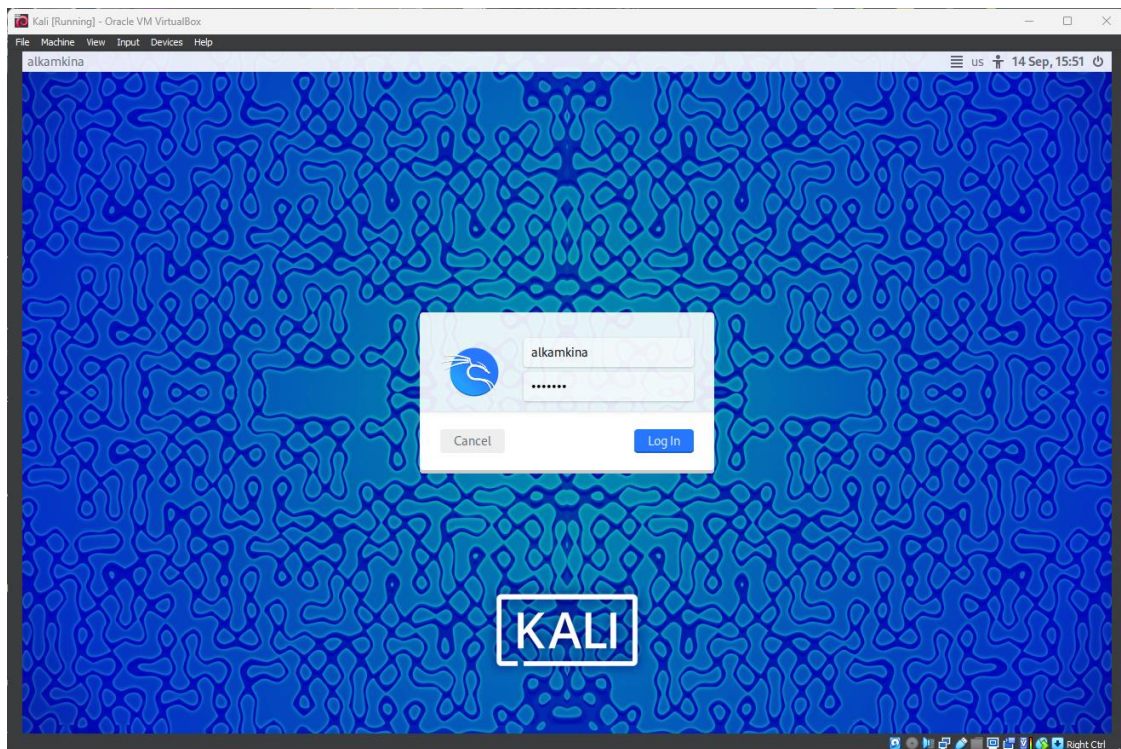 Kali [Running] - Oracle VM VirtualBox
File Machine View Input Devices Help
alkamkina us 14 Sep, 15:51
alkamkina
•••••••
Cancel Log In
KALI
Right Ctrl